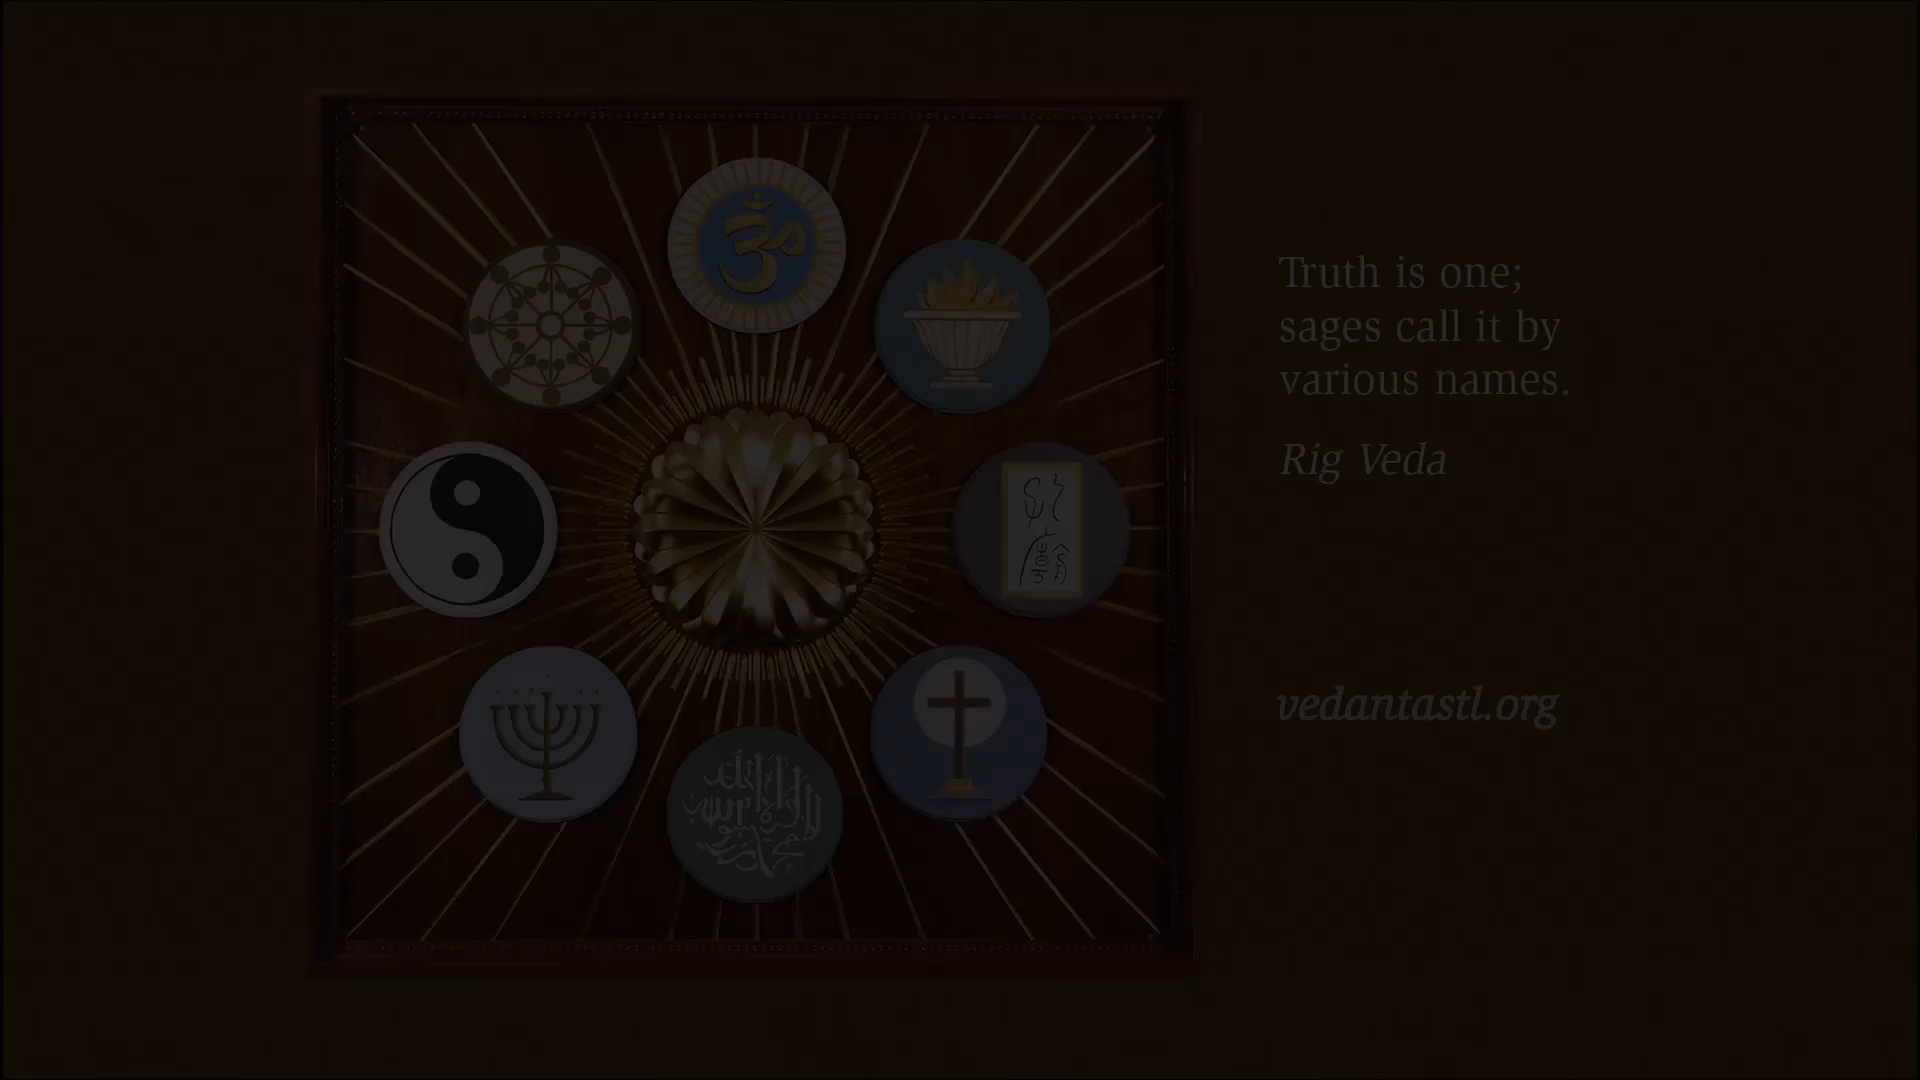 ॐ
Truth is one;
sages call it by
various names.
Rig Veda
vedantastl.org